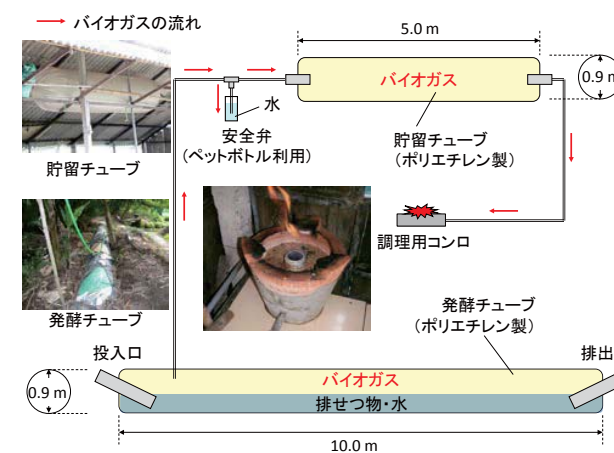 バイオガスの流れ
5.0 m
バイオガス
0.9 m
水
安全弁
(ペットボトル利用)
貯留チューブ
(ポリエチレン製)
貯留チューブ
調理用コンロ
発酵チューブ
発酵チューブ
(ポリエチレン製)
投入口
排出
0.9 m
バイオガス
排せつ物・水
10.0 m